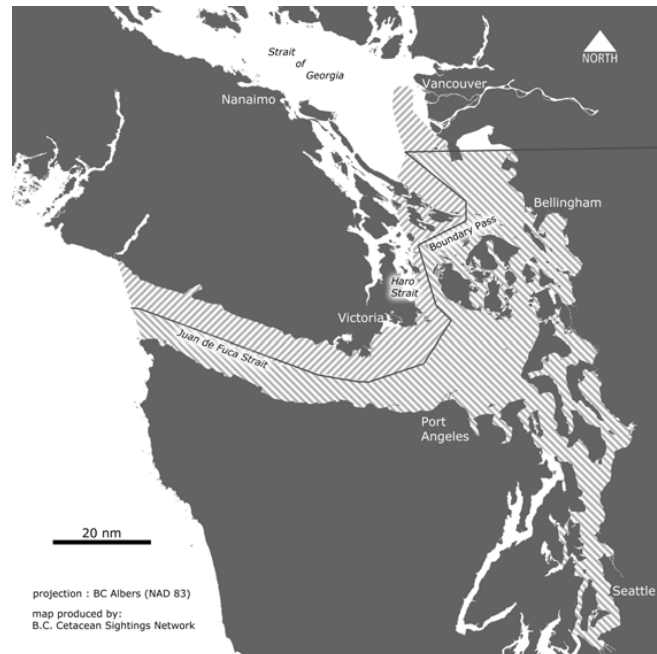 Strait
of
Georgia
NORTH
Vancouver
Nanaimo
Bellingham
Boundary Pass
Haro
Strait
Victoria
Juan de Fuca Strait
Port
Angeles
20 nm
projection : BC Albers (NAD 83)
Seattle
map produced by:
B.C. Cetacean Sightings Network